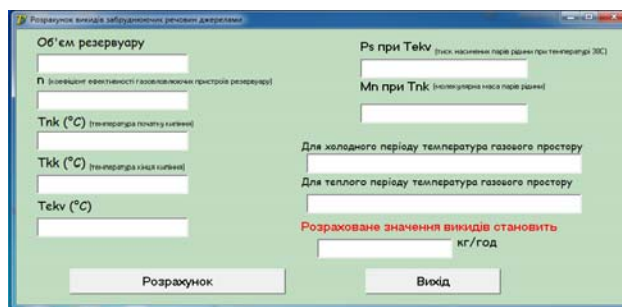 Розрахунок викидів забруднюючих речовин джерелами
Об'єм резервуару
n (коефіцієнт ефективності газовловлюючих пристроїв резервуару)
Tnk (°C) (температура початку кипіння)
Tkk (°C) (температура кінця кипіння)
Tekv (°C)
Ps при Tekv (тиск насичених парів рідини при температурі 38C)
Mn при Tnk (молекулярна маса парів рідини)
Для холодного періоду температура газового простору
Для теплого періоду температура газового простору
Розраховане значення викидів становить
кг/год
Розрахунок
Вихід